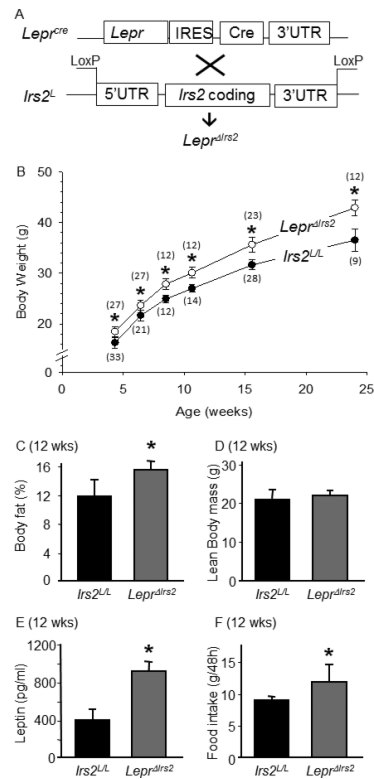 A
Lepr^cre Lepr IRES Cre 3'UTR
LoxP LoxP
Irs2^L 5'UTR Irs2 coding 3'UTR
Lepr^ΔIrs2
B
50
40
30
20
0
Body Weight (g)
(27) (27) (12) (12) (23) (12)
* * * * * *
Lepr^ΔIrs2
Irs2^L/L
(33) (21) (12) (14) (28) (9)
0 5 10 15 20 25
Age (weeks)
C (12 wks)
16
12
8
4
0
Body fat (%)
*
Irs2^L/L Lepr^ΔIrs2
D (12 wks)
30
20
10
0
Lean Body mass (g)
Irs2^L/L Lepr^ΔIrs2
E (12 wks)
1200
800
400
0
Leptin (pg/ml)
*
Irs2^L/L Lepr^ΔIrs2
F (12 wks)
15
10
5
0
Food intake (g/48h)
*
Irs2^L/L Lepr^ΔIrs2